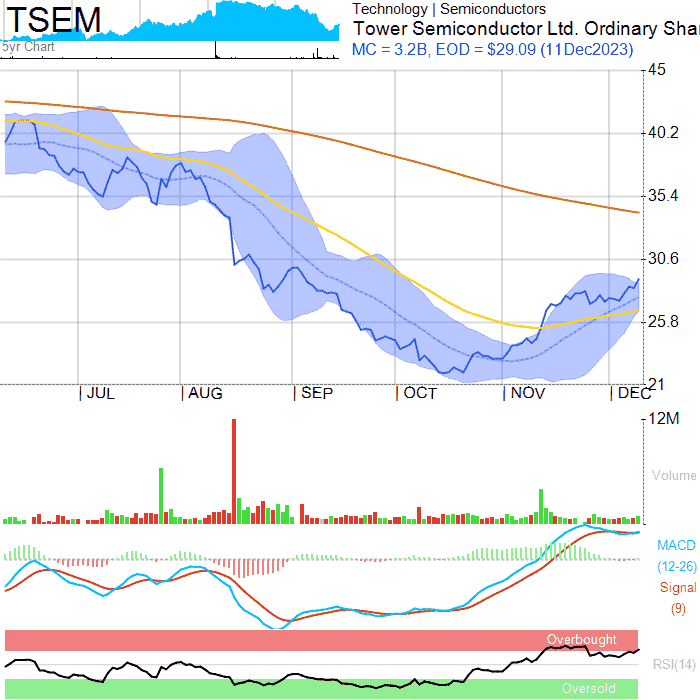 TSEM
5yr Chart
Technology | Semiconductors
Tower Semiconductor Ltd. Ordinary Shar
MC = 3.2B, EOD = $29.09 (11Dec2023)
45
40.2
35.4
30.6
25.8
21
JUL
AUG
SEP
OCT
NOV
DEC
12M
Volume
MACD
(12-26)
Signal
(9)
Overbought
RSI(14)
Oversold